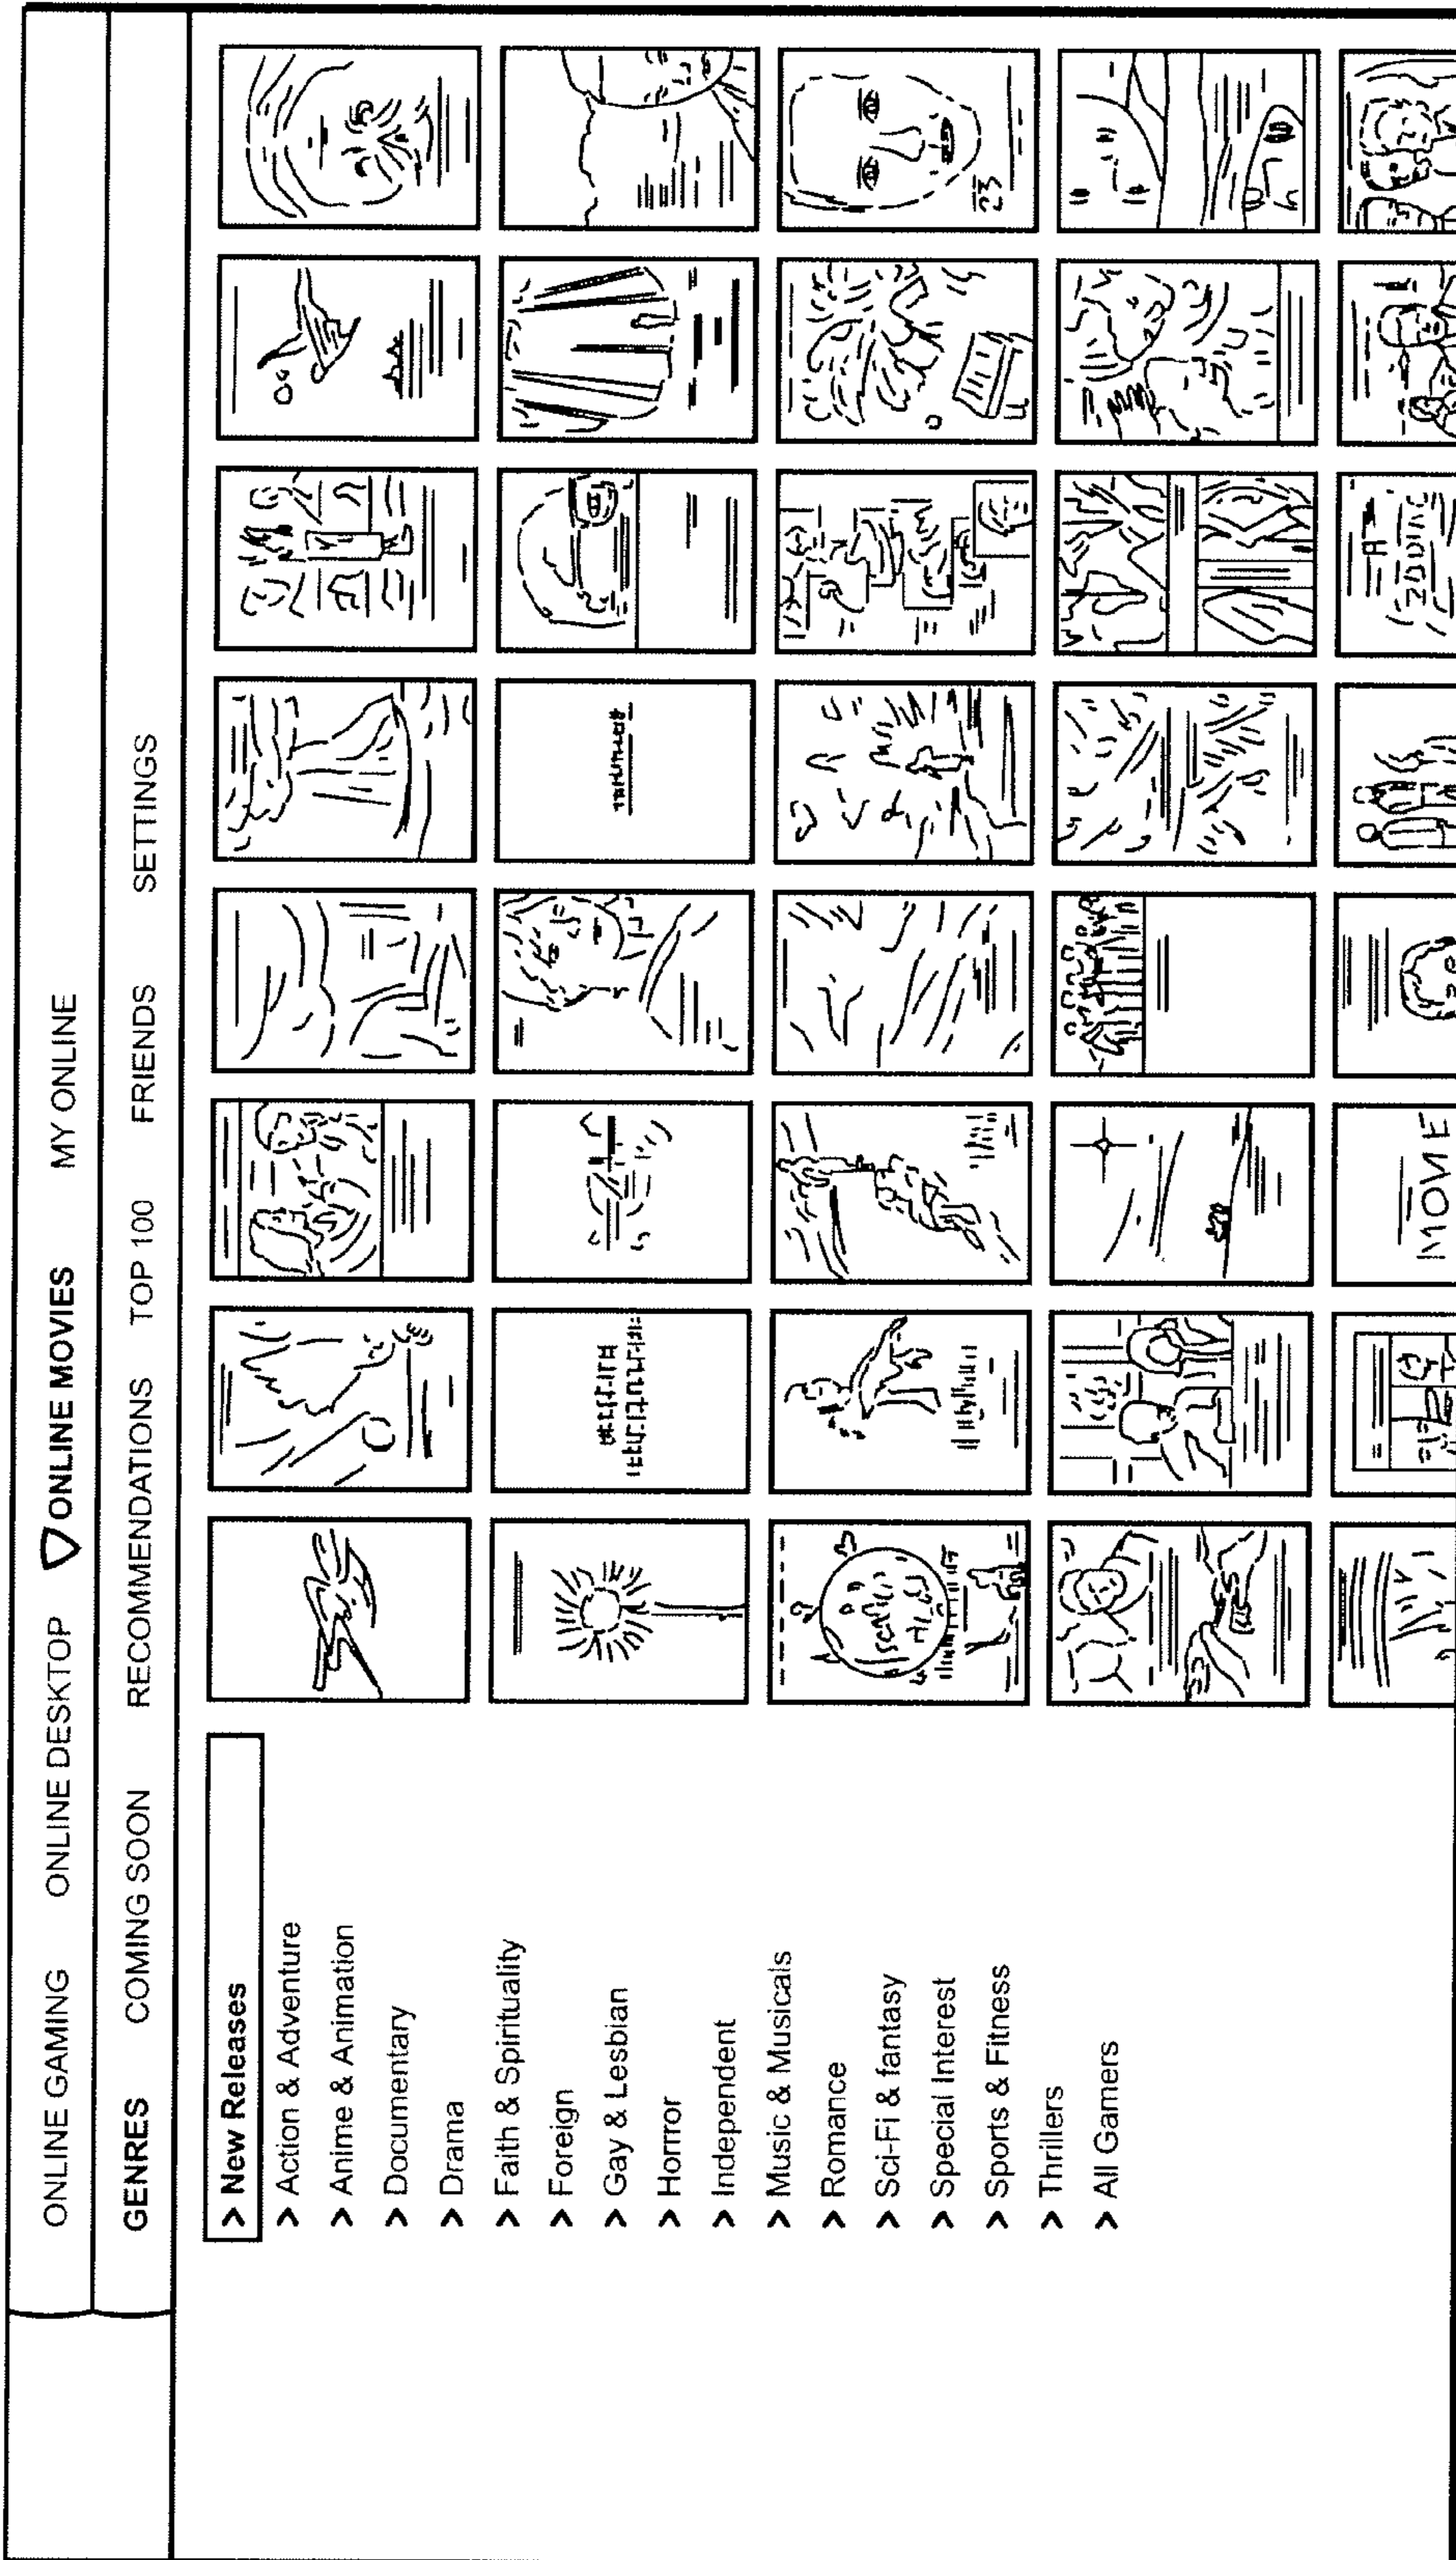 ONLINE GAMING ONLINE DESKTOP ONLINE MOVIES MY ONLINE
GENRES COMING SOON RECOMMENDATIONS TOP 100 FRIENDS SETTINGS
> New Releases
> Action & Adventure
> Anime & Animation
> Documentary
> Drama
> Faith & Spirituality
> Foreign
> Gay & Lesbian
> Horrror
> Independent
> Music & Musicals
> Romance
> Sci-Fi & fantasy
> Special Interest
> Sports & Fitness
> Thrillers
> All Gamers
23
A
MOVIE